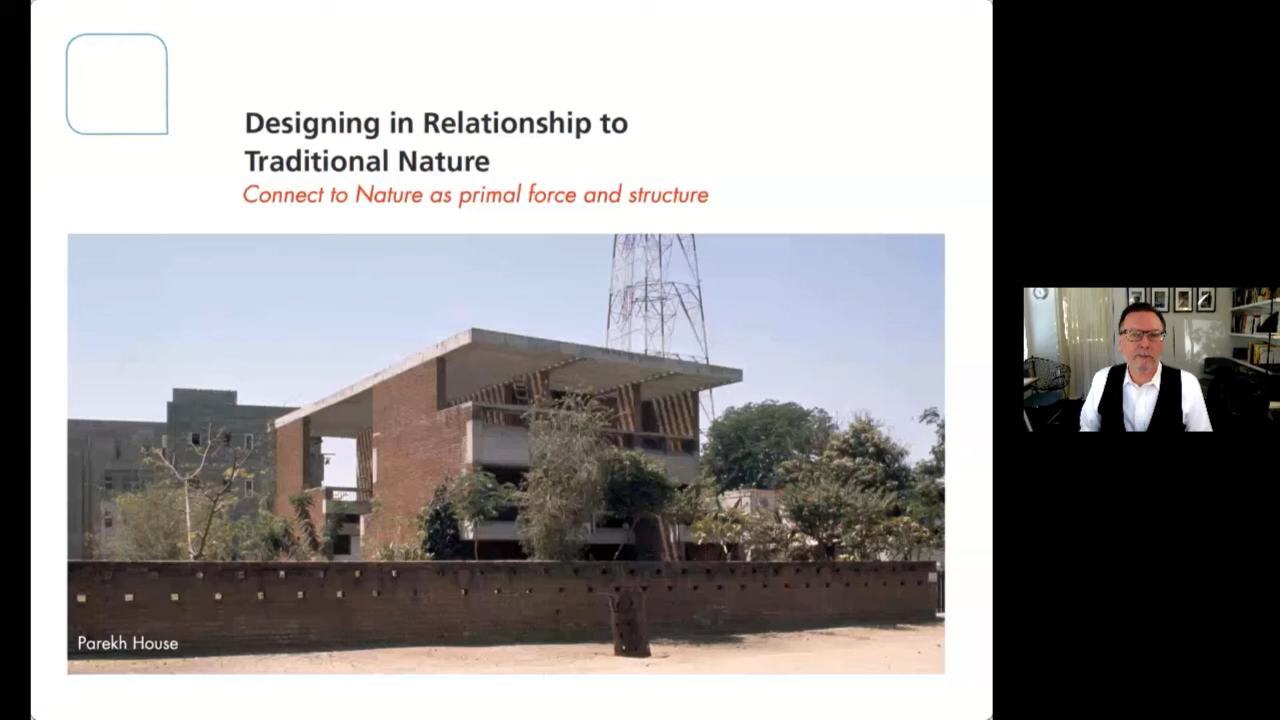 Designing in Relationship to
Traditional Nature
Connect to Nature as primal force and structure
Parekh House